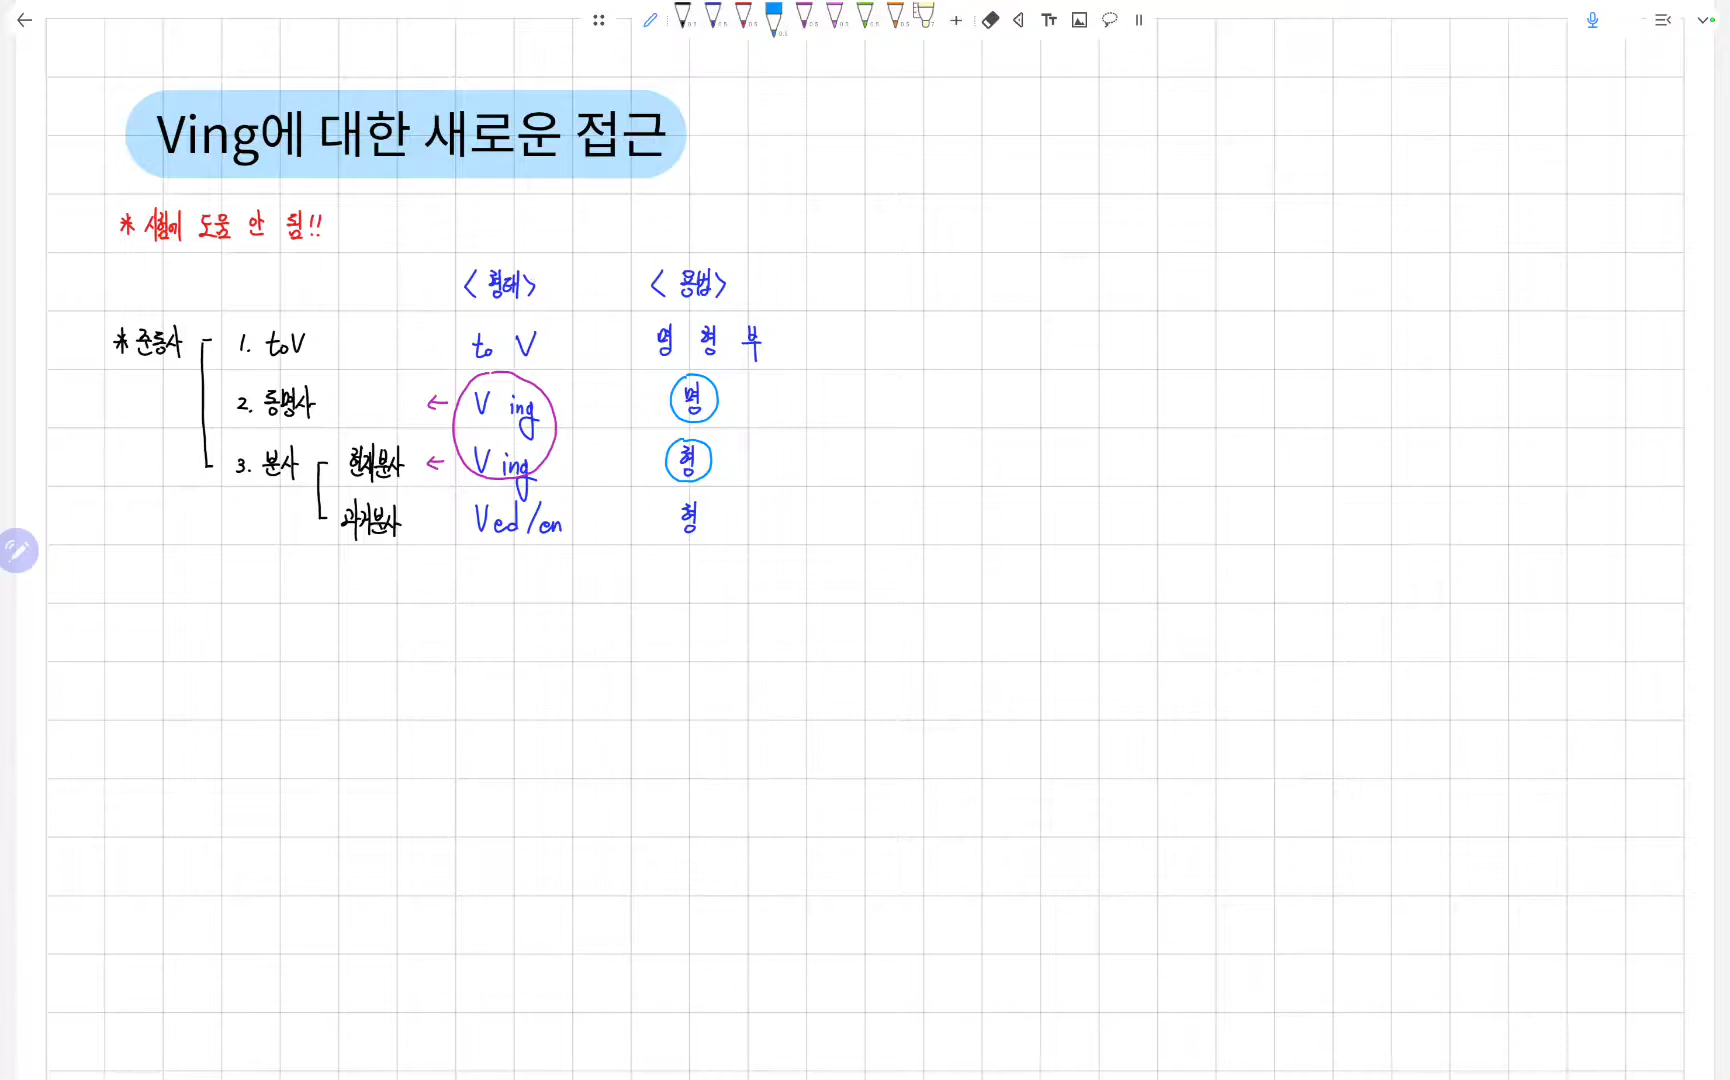 Ving에 대한 새로운 접근
* 시험에 도움 안 됨!!
<형태> <용법>
* 준동사 1. to V to V 명 형 부
2. 동명사 ← V ing 명
3. 분사 현재분사 ← V ing 형
과거분사 Ved/en 형